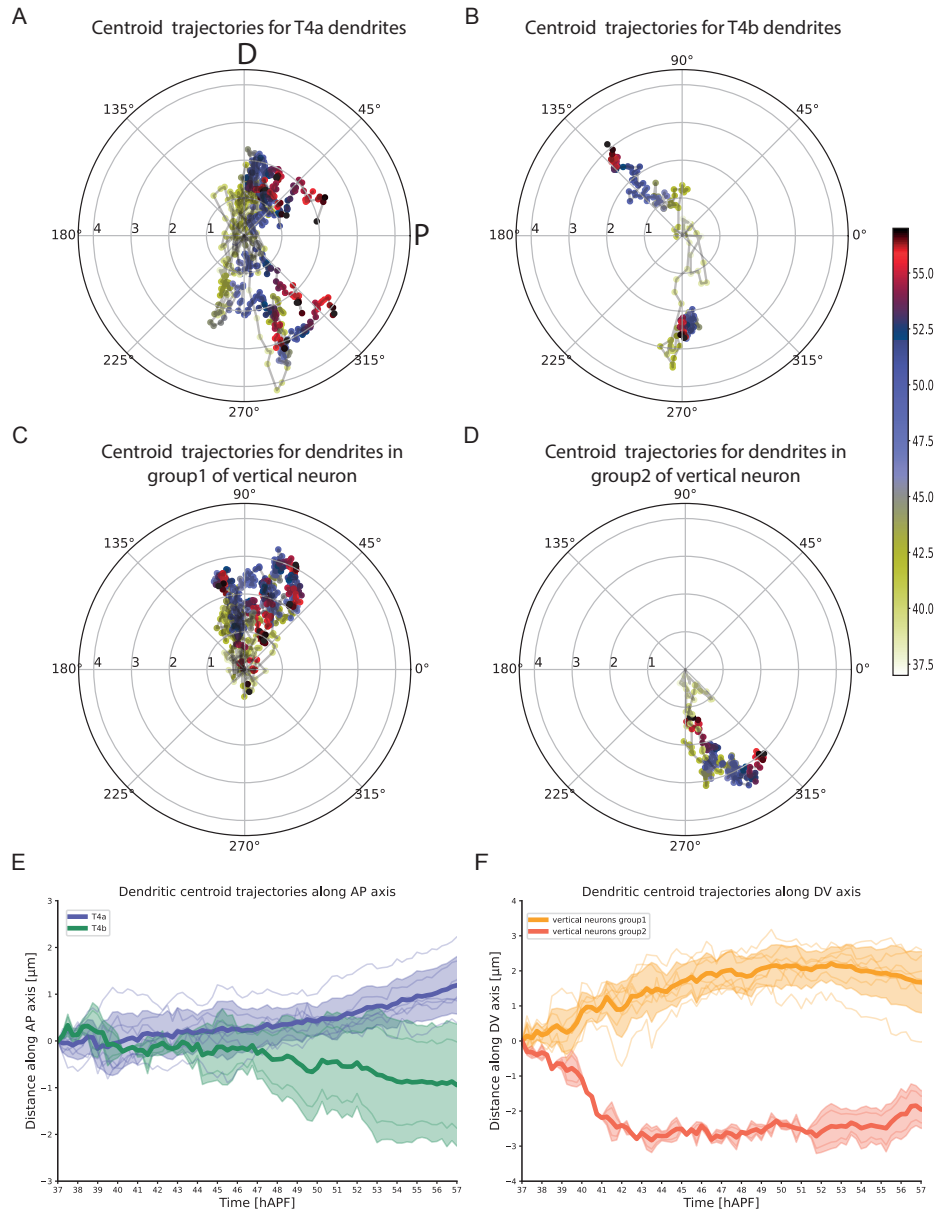 A
Centroid trajectories for T4a dendrites
D
135°
45°
180°
4
3
2
1
P
225°
315°
270°
B
Centroid trajectories for T4b dendrites
90°
135°
45°
180°
4
3
2
1
0°
225°
315°
270°
55.0
52.5
50.0
47.5
45.0
42.5
40.0
37.5
C
Centroid trajectories for dendrites in
group1 of vertical neuron
90°
135°
45°
180°
4
3
2
1
0°
225°
315°
270°
D
Centroid trajectories for dendrites in
group2 of vertical neuron
90°
135°
45°
180°
4
3
2
1
0°
225°
315°
270°
E
Dendritic centroid trajectories along AP axis
T4a
T4b
Distance along AP axis [μm]
3
2
1
0
−1
−2
−3
37 38 39 40 41 42 43 44 45 46 47 48 49 50 51 52 53 54 55 56 57
Time [hAPF]
F
Dendritic centroid trajectories along DV axis
vertical neurons group1
vertical neurons group2
Distance along DV axis [μm]
4
3
2
1
0
−1
−2
−3
−4
37 38 39 40 41 42 43 44 45 46 47 48 49 50 51 52 53 54 55 56 57
Time [hAPF]